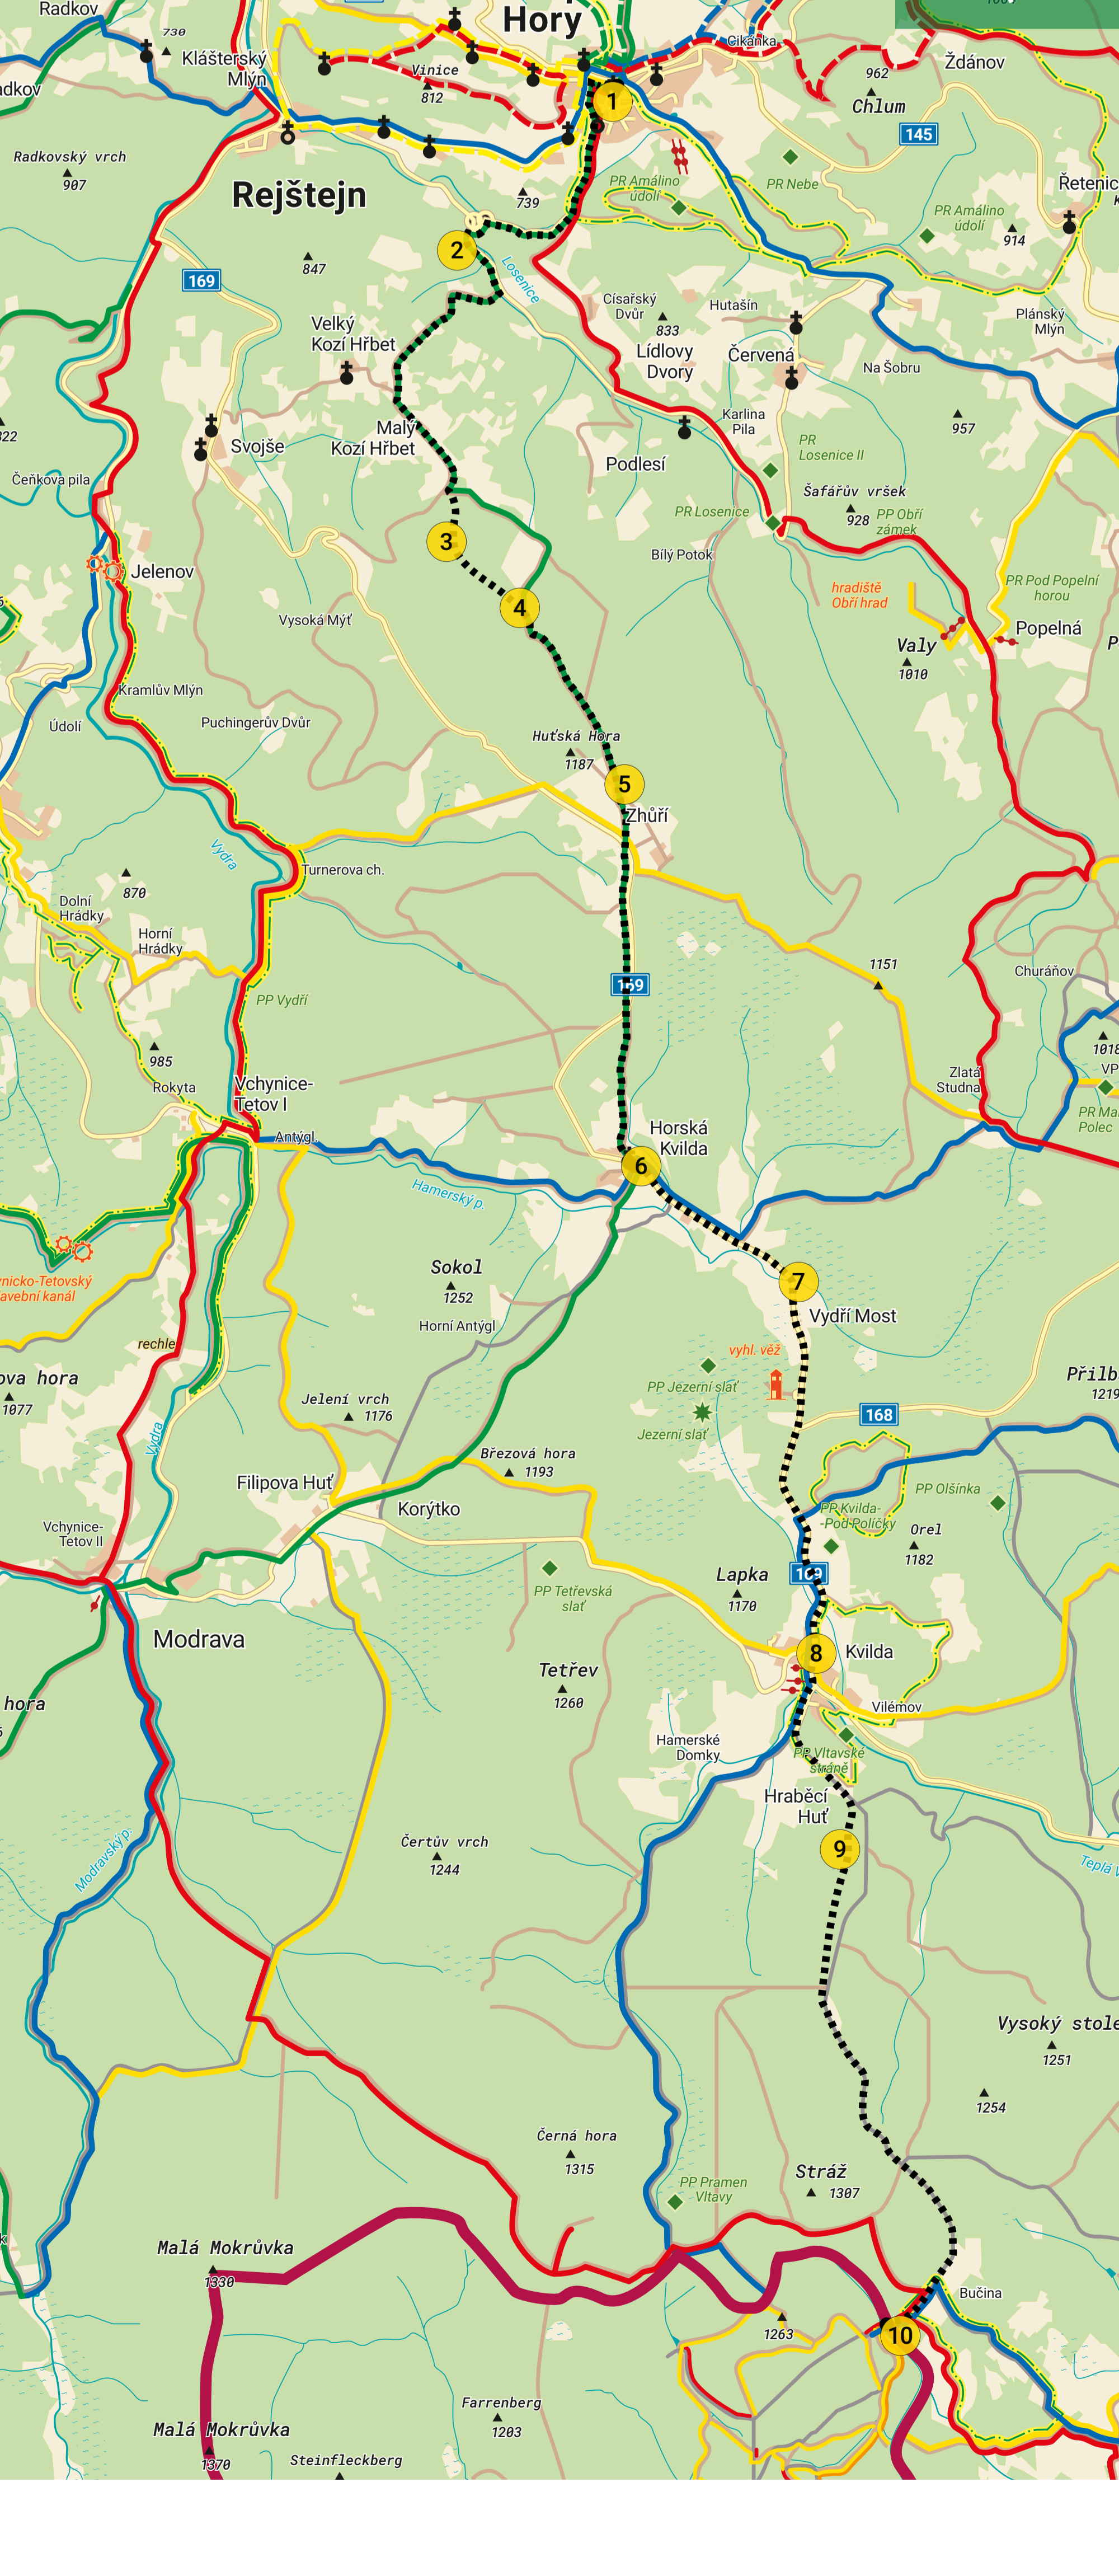 Radkov
730
Hory
Cikánka
Klášterský
Mlýn
Vinice
812
962
Ždánov
Chlum
1
145
Radkovský vrch
907
Rejštejn
739
PR Amálino
údolí
PR Nebe
PR Amálino
údolí
914
2
847
169
Losenice
Císařský
Dvůr
833
Hutašín
Plánský
Mlýn
Velký
Kozí Hřbet
Lídlovy
Dvory
Červená
Na Šobru
Malý
Kozí Hřbet
Karlina
Pila
957
Svojše
Podlesí
PR
Losenice II
Čeňkova pila
Šafářův vršek
928
PR Losenice
PP Obří
zámek
3
Bílý Potok
Jelenov
hradiště
Obří hrad
PR Pod Popelní
horou
4
Vysoká Mýť
Popelná
Valy
1010
Kramlův Mlýn
Údolí
Puchingerův Dvůr
Huťská Hora
1187
5
Zhůří
Vydra
Turnerova ch.
870
Dolní
Hrádky
Horní
Hrádky
1151
Churáňov
169
PP Vydří
985
Rokyta
Vchynice-
Tetov I
Zlatá
Studna
Antýgl
Horská
Kvilda
6
Hamerský p.
Sokol
1252
7
Vydří Most
Horní Antýgl
rechle
vyhl. věž
1077
PP Jezerní slať
Jelení vrch
1176
168
Jezerní slať
Březová hora
1193
Filipova Huť
Korýtko
PP Olšinka
PP Kvilda-
-Pod Políčky
Orel
1182
Vydra
Vchynice-
Tetov II
169
Lapka
1170
PP Tetřevská
slať
Modrava
8
Kvilda
Tetřev
1260
hora
Vilémov
Hamerské
Domky
PP Vltavské
stráně
Hraběcí
Huť
9
Čertův vrch
1244
Modravský p.
Teplá
Vysoký
1251
1254
Černá hora
1315
Stráž
1307
PP Pramen
Vltavy
Malá Mokrůvka
1330
Bučina
1263
10
Farrenberg
1203
Malá Mokrůvka
1370
Steinfleckberg